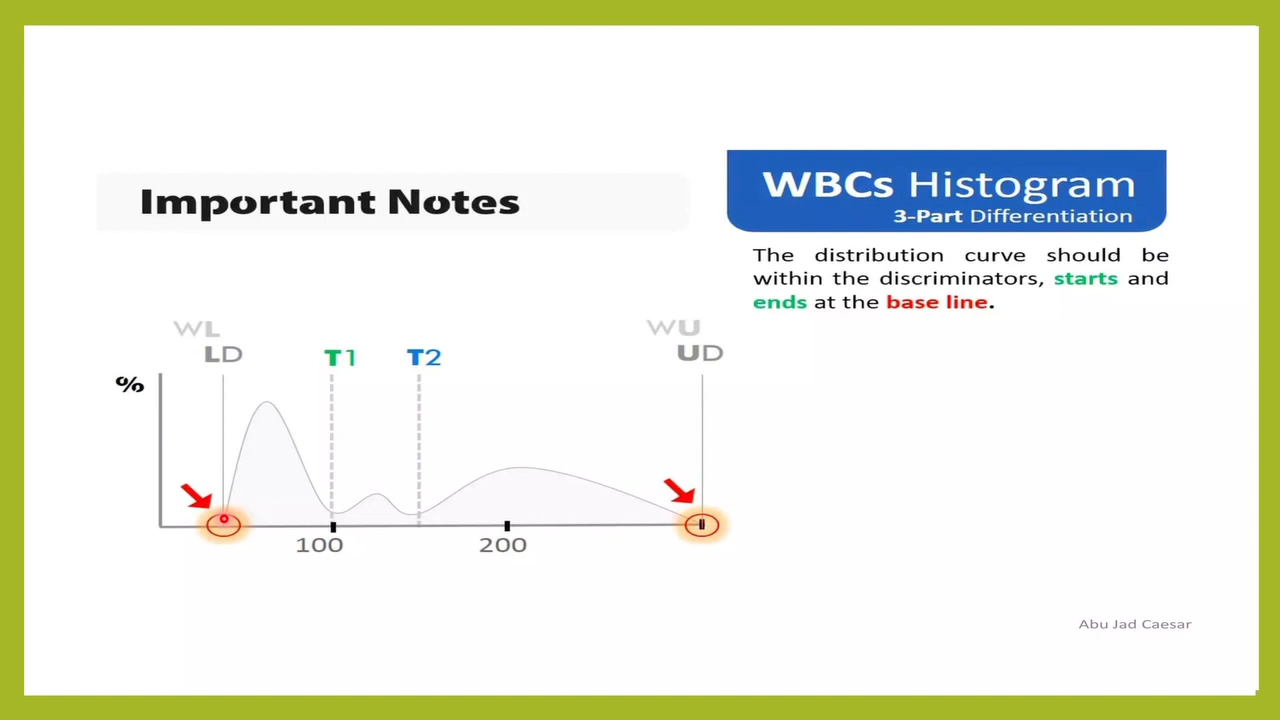 Important Notes
WBCs Histogram
3-Part Differentiation
The distribution curve should be
within the discriminators, starts and
ends at the base line.
WL
LD
T1
T2
WU
UD
%
100
200
Abu Jad Caesar